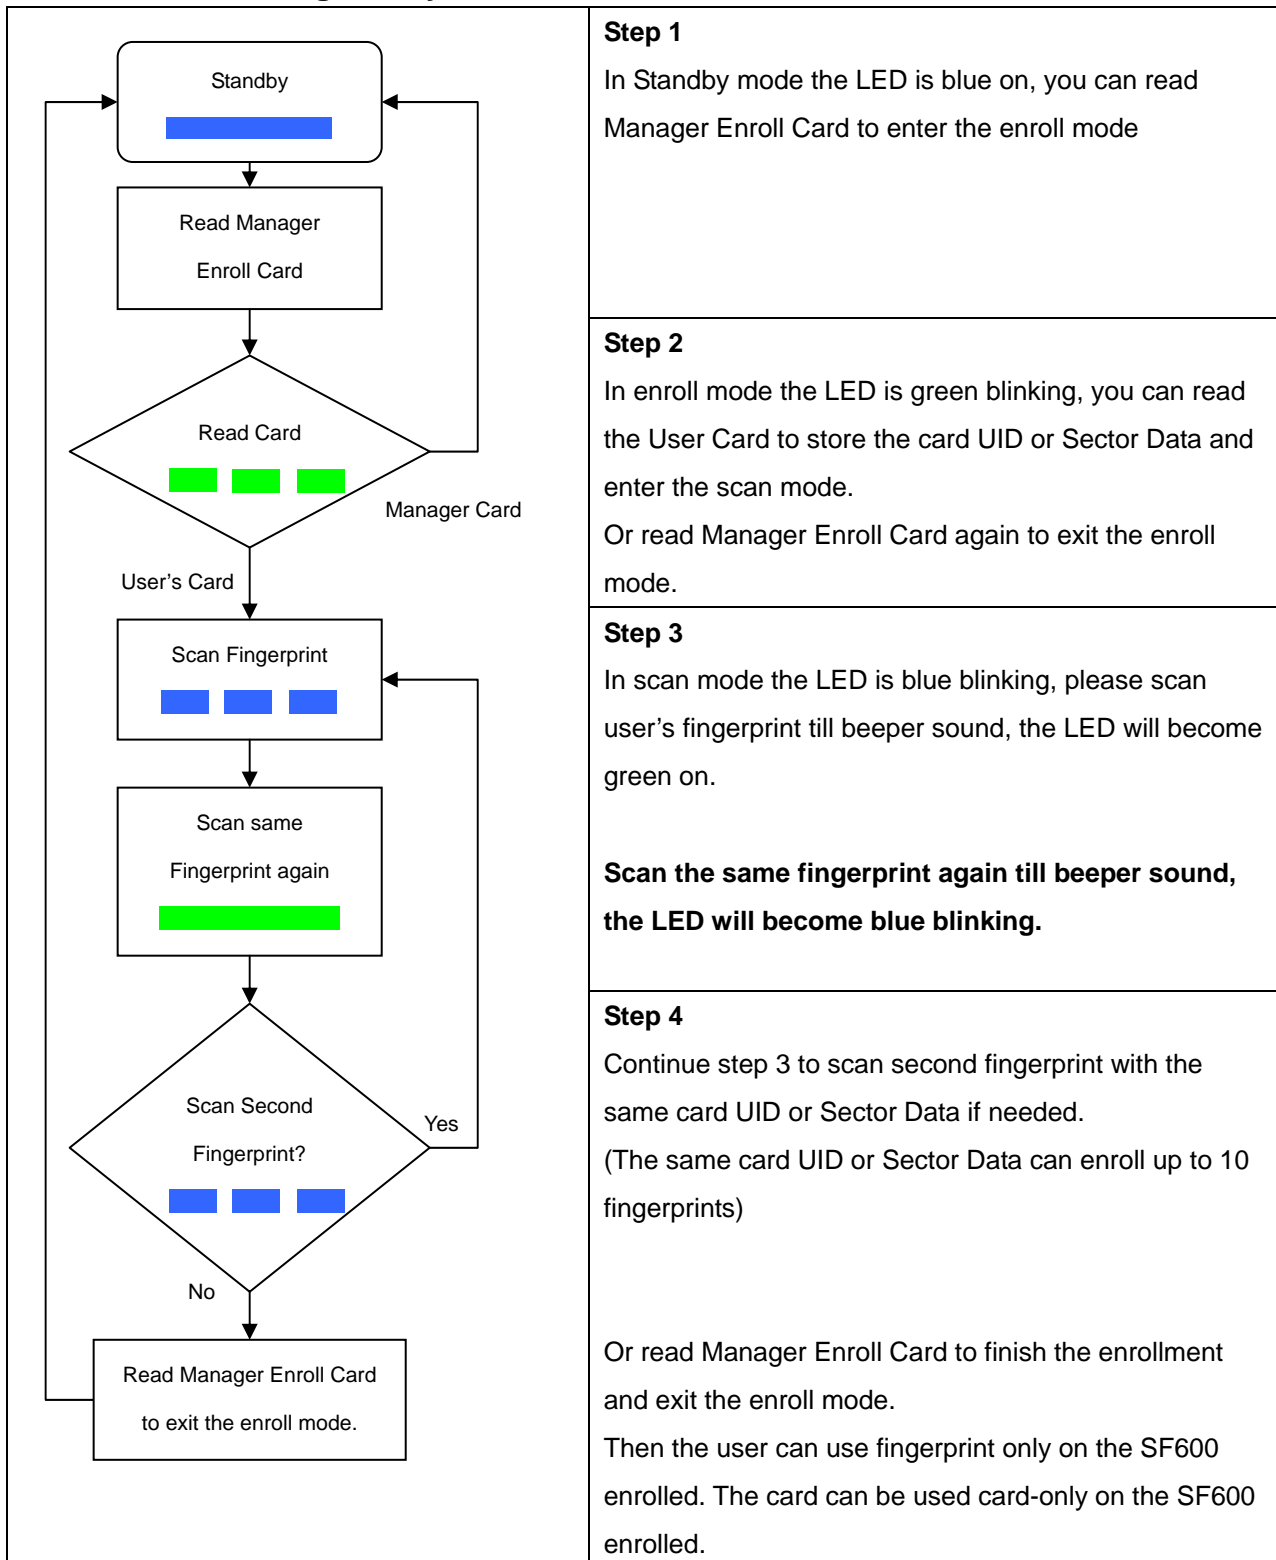 Standby
Read Manager
Enroll Card
Read Card
Manager Card
User's Card
Scan Fingerprint
Scan same
Fingerprint again
Scan Second
Fingerprint?
Yes
No
Read Manager Enroll Card
to exit the enroll mode.
Step 1
In Standby mode the LED is blue on, you can read
Manager Enroll Card to enter the enroll mode
Step 2
In enroll mode the LED is green blinking, you can read
the User Card to store the card UID or Sector Data and
enter the scan mode.
Or read Manager Enroll Card again to exit the enroll
mode.
Step 3
In scan mode the LED is blue blinking, please scan
user's fingerprint till beeper sound, the LED will become
green on.
Scan the same fingerprint again till beeper sound,
the LED will become blue blinking.
Step 4
Continue step 3 to scan second fingerprint with the
same card UID or Sector Data if needed.
(The same card UID or Sector Data can enroll up to 10
fingerprints)
Or read Manager Enroll Card to finish the enrollment
and exit the enroll mode.
Then the user can use fingerprint only on the SF600
enrolled. The card can be used card-only on the SF600
enrolled.